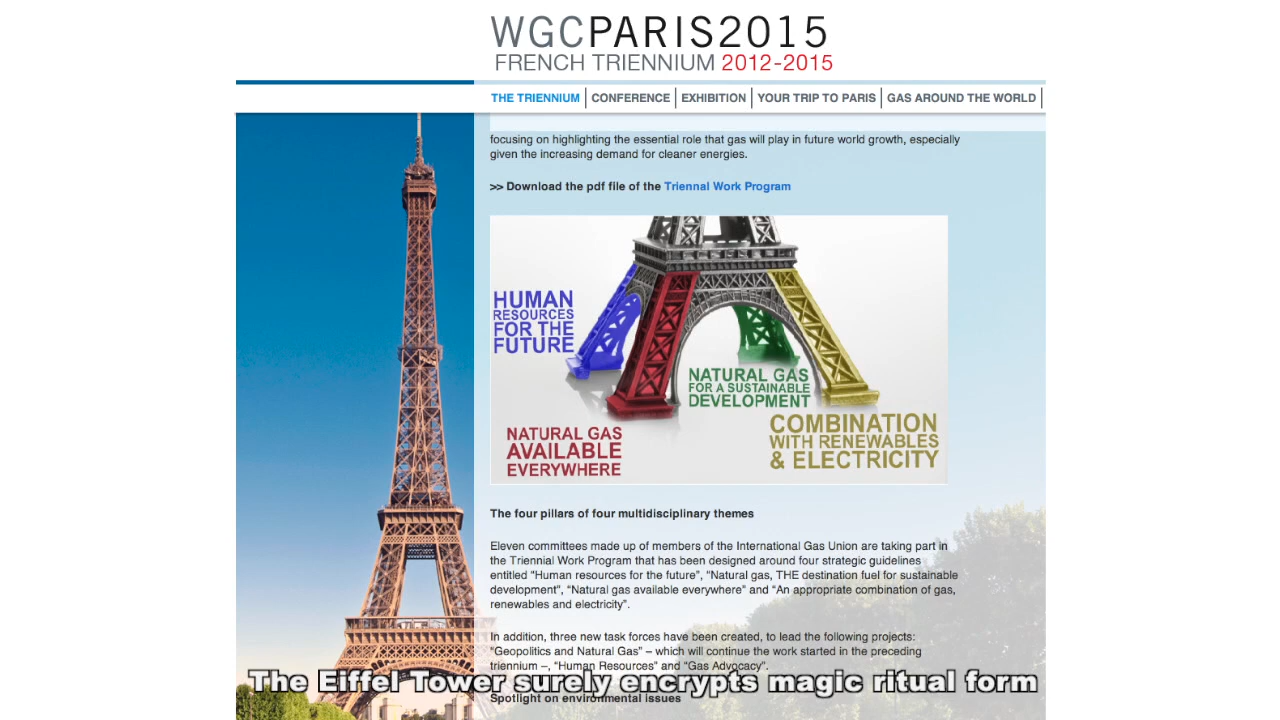 WGCPARIS2015
FRENCH TRIENNIUM 2012-2015
THE TRIENNIUM
CONFERENCE
EXHIBITION
YOUR TRIP TO PARIS
GAS AROUND THE WORLD
focusing on highlighting the essential role that gas will play in future world growth, especially
given the increasing demand for cleaner energies.
>> Download the pdf file of the Triennal Work Program
HUMAN
RESOURCES
FOR THE
FUTURE
NATURAL GAS
FOR A SUSTAINABLE
DEVELOPMENT
NATURAL GAS
AVAILABLE
EVERYWHERE
COMBINATION
WITH RENEWABLES
& ELECTRICITY
The four pillars of four multidisciplinary themes
Eleven committees made up of members of the International Gas Union are taking part in
the Triennial Work Program that has been designed around four strategic guidelines
entitled “Human resources for the future”, “Natural gas, THE destination fuel for sustainable
development”, “Natural gas available everywhere” and “An appropriate combination of gas,
renewables and electricity”.
In addition, three new task forces have been created, to lead the following projects:
“Geopolitics and Natural Gas” – which will continue the work started in the preceding
triennium –, “Human Resources” and “Gas Advocacy”.
The Eiffel Tower surely encrypts magic ritual form
Spotlight on environmental issues